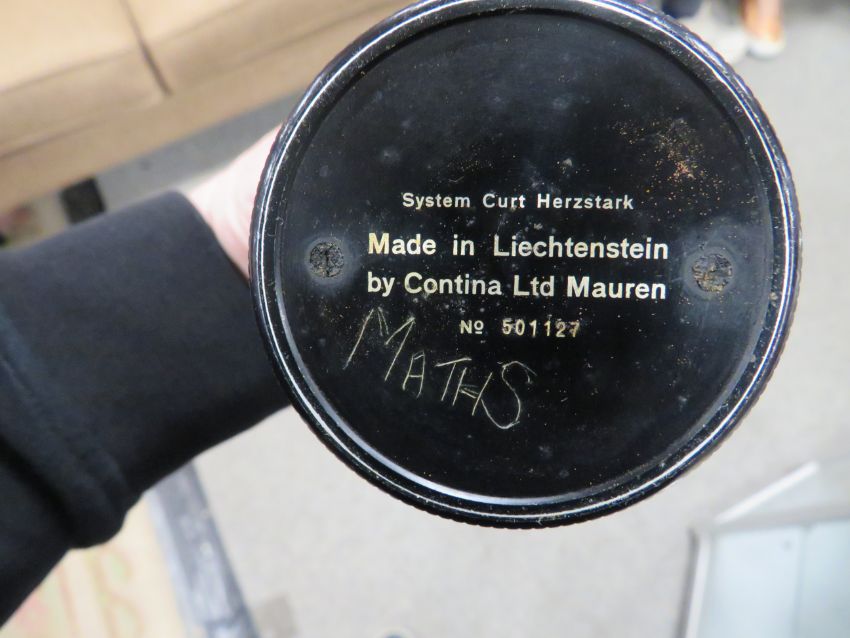 System Curt Herzstark
Made in Liechtenstein
by Contina Ltd Mauren
Nº 501127
MATHS